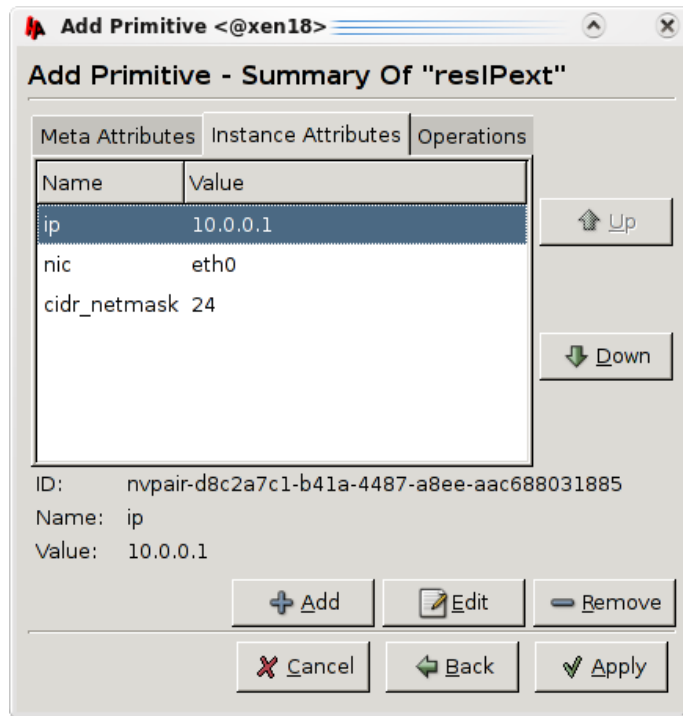 Add Primitive <@xen18>
Add Primitive - Summary Of "resIPext"
Meta Attributes Instance Attributes Operations
Name Value
ip 10.0.0.1
Up
nic eth0
cidr_netmask 24
Down
ID: nvpair-d8c2a7c1-b41a-4487-a8ee-aac688031885
Name: ip
Value: 10.0.0.1
Add Edit Remove
Cancel Back Apply